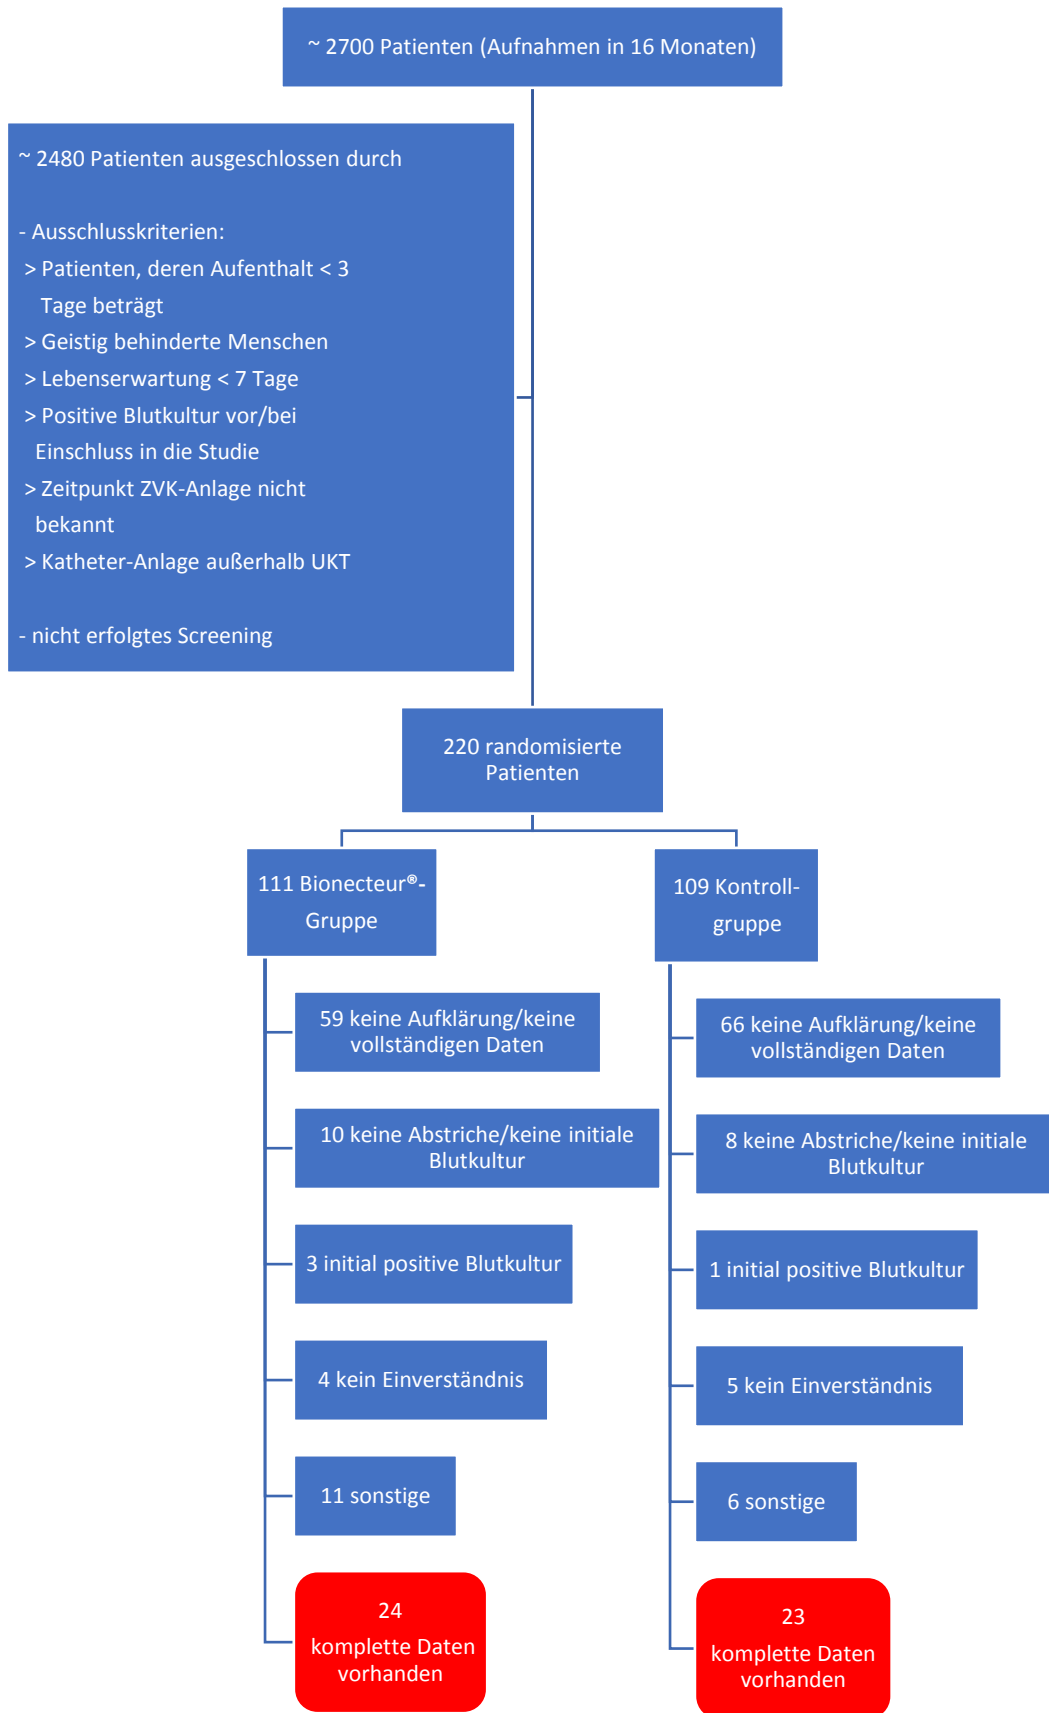 ~ 2700 Patienten (Aufnahmen in 16 Monaten)
~ 2480 Patienten ausgeschlossen durch
- Ausschlusskriterien:
> Patienten, deren Aufenthalt < 3
Tage beträgt
> Geistig behinderte Menschen
> Lebenserwartung < 7 Tage
> Positive Blutkultur vor/bei
Einschluss in die Studie
> Zeitpunkt ZVK-Anlage nicht
bekannt
> Katheter-Anlage außerhalb UKT
- nicht erfolgtes Screening
220 randomisierte
Patienten
111 Bionecteur®-
Gruppe
59 keine Aufklärung/keine
vollständigen Daten
10 keine Abstriche/keine initiale
Blutkultur
3 initial positive Blutkultur
4 kein Einverständnis
11 sonstige
24
komplette Daten
vorhanden
109 Kontroll-
gruppe
66 keine Aufklärung/keine
vollständigen Daten
8 keine Abstriche/keine initiale
Blutkultur
1 initial positive Blutkultur
5 kein Einverständnis
6 sonstige
23
komplette Daten
vorhanden